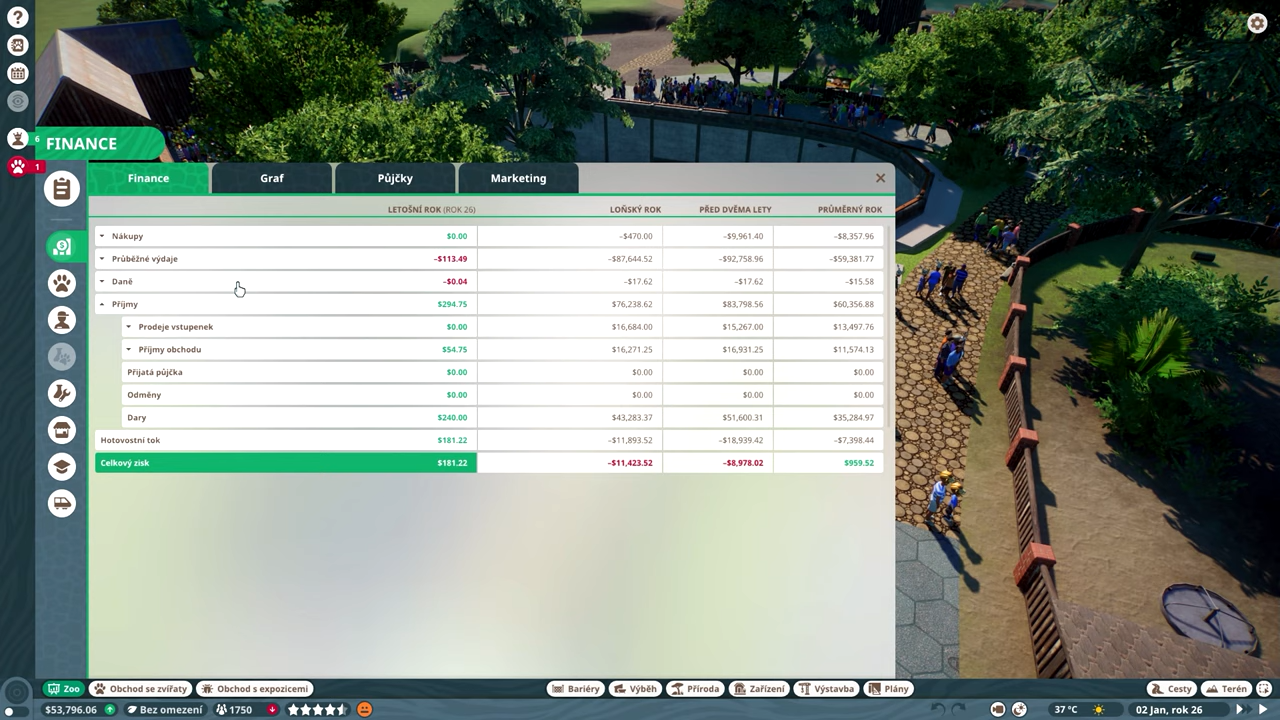 ?
6
FINANCE
1
Finance Graf Půjčky Marketing
LETOŠNÍ ROK (ROK 26) LOŇSKÝ ROK PŘED DVĚMA LETY PRŮMĚRNÝ ROK
Nákupy $0.00 –$470.00 –$9,961.40 –$8,357.96
Průběžné výdaje –$113.49 –$87,644.52 –$92,758.96 –$59,381.77
Daně –$0.04 –$17.62 –$17.62 –$15.58
Příjmy $294.75 $76,238.62 $83,798.56 $60,356.88
Prodeje vstupenek $0.00 $16,684.00 $15,267.00 $13,497.76
Příjmy obchodu $54.75 $16,271.25 $16,931.25 $11,574.13
Přijatá půjčka $0.00 $0.00 $0.00 $0.00
Odměny $0.00 $0.00 $0.00 $0.00
Dary $240.00 $43,283.37 $51,600.31 $35,284.97
Hotovostní tok $181.22 –$11,893.52 –$18,939.42 –$7,398.44
Celkový zisk $181.22 –$11,423.52 –$8,978.02 $959.52
Zoo Obchod se zvířaty Obchod s expozicemi Bariéry Výběh Příroda Zařízení Výstavba Plány Cesty Terén
$53,796.06 Bez omezení 1750 37 °C 02 Jan, rok 26